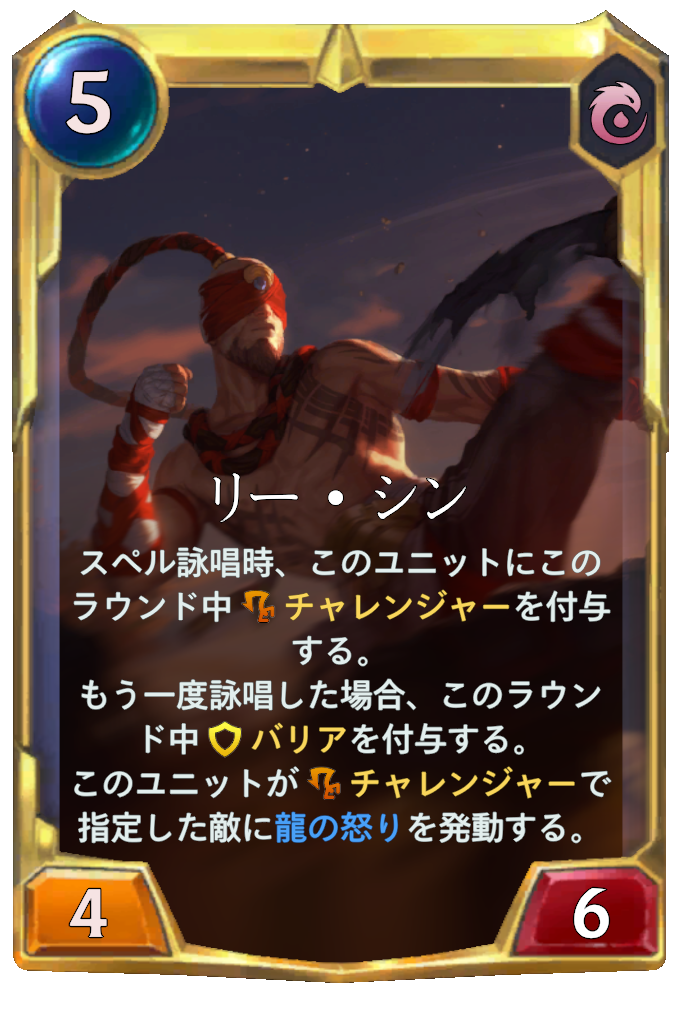 5
リー・シン
スペル詠唱時、このユニットにこの
ラウンド中 チャレンジャーを付与
する。
もう一度詠唱した場合、このラウン
ド中 バリアを付与する。
このユニットが チャレンジャーで
指定した敵に龍の怒りを発動する。
4
6